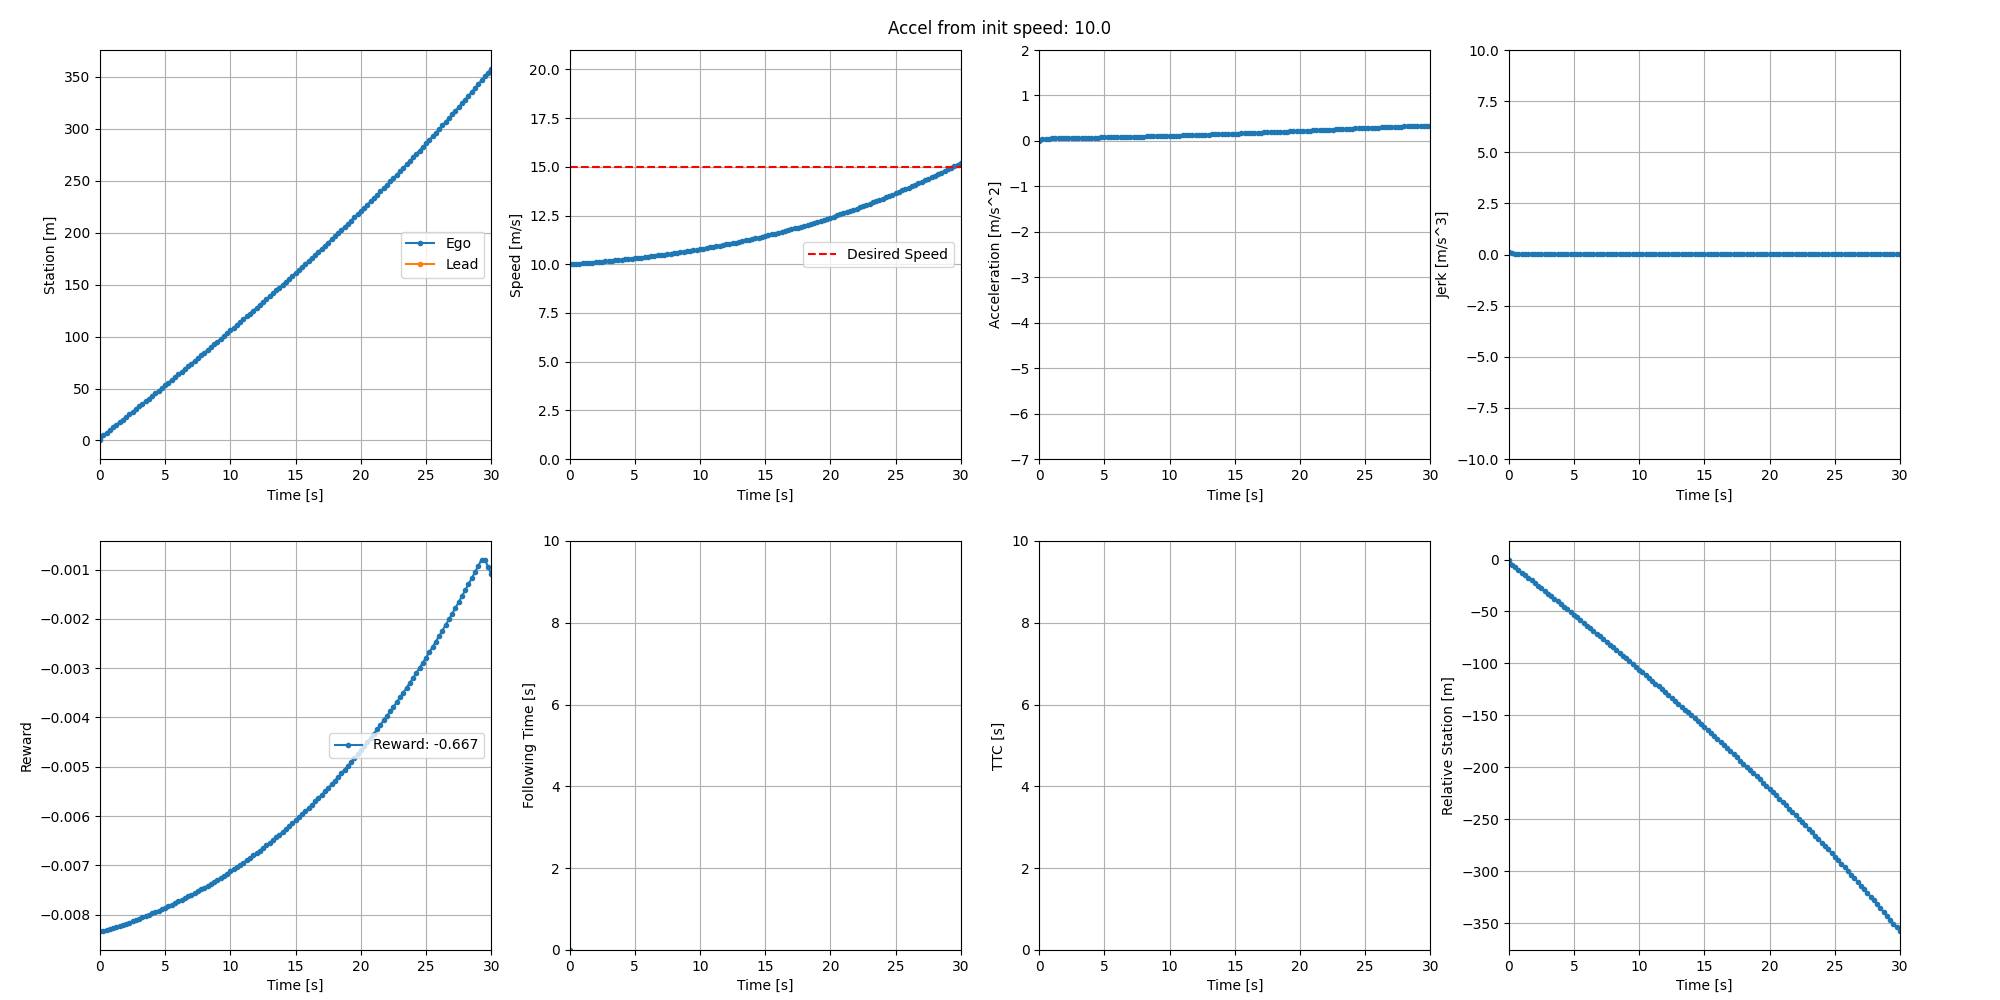 Accel from init speed: 10.0
350
300
250
200
150
100
50
0
Station [m]
Ego
Lead
0 5 10 15 20 25 30
Time [s]
20.0
17.5
15.0
12.5
10.0
7.5
5.0
2.5
0.0
Speed [m/s]
Desired Speed
0 5 10 15 20 25 30
Time [s]
2
1
0
−1
−2
−3
−4
−5
−6
−7
Acceleration [m/s^2]
0 5 10 15 20 25 30
Time [s]
10.0
7.5
5.0
2.5
0.0
−2.5
−5.0
−7.5
−10.0
Jerk [m/s^3]
0 5 10 15 20 25 30
Time [s]
−0.001
−0.002
−0.003
−0.004
−0.005
−0.006
−0.007
−0.008
Reward
Reward: -0.667
0 5 10 15 20 25 30
Time [s]
10
8
6
4
2
0
Following Time [s]
0 5 10 15 20 25 30
Time [s]
10
8
6
4
2
0
TTC [s]
0 5 10 15 20 25 30
Time [s]
0
−50
−100
−150
−200
−250
−300
−350
Relative Station [m]
0 5 10 15 20 25 30
Time [s]